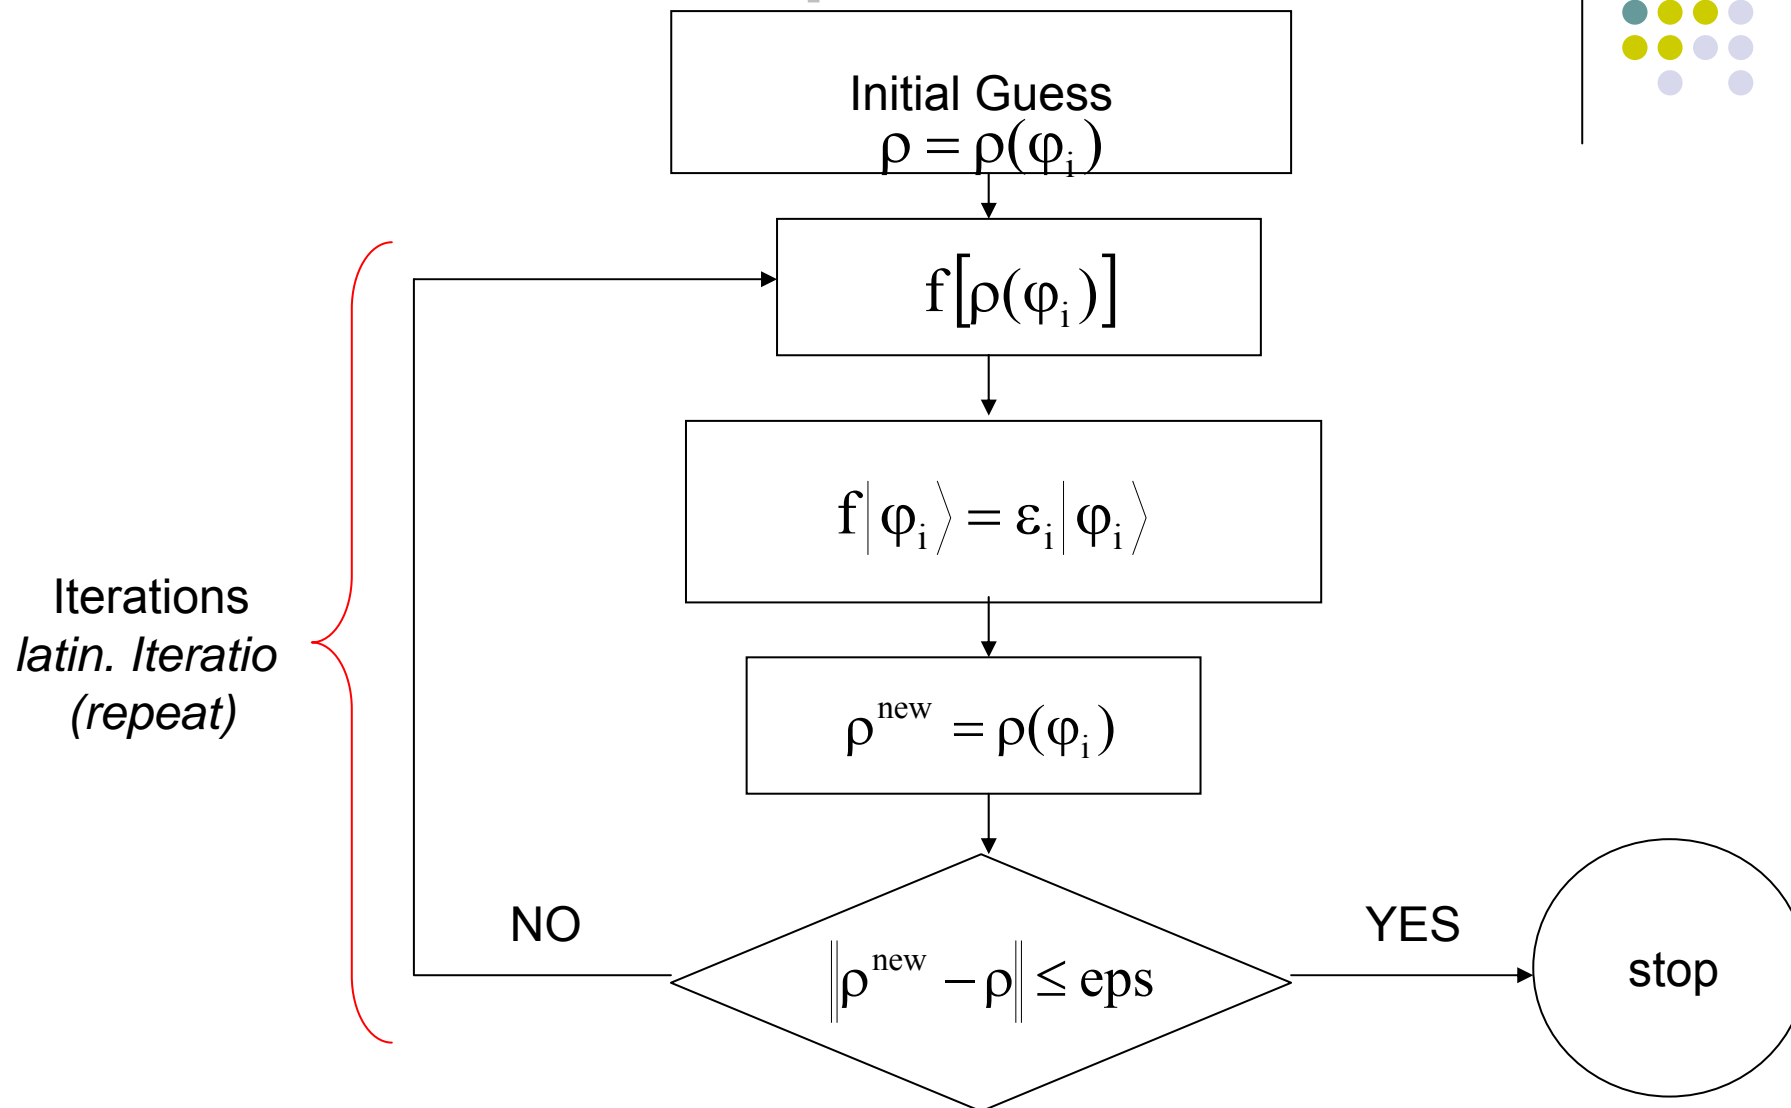 Initial Guess
ρ = ρ(φᵢ)
f[ρ(φᵢ)]
f|φᵢ⟩ = εᵢ|φᵢ⟩
Iterations
latin. Iteratio
(repeat)
ρⁿᵉʷ = ρ(φᵢ)
NO
YES
‖ρⁿᵉʷ − ρ‖ ≤ eps
stop